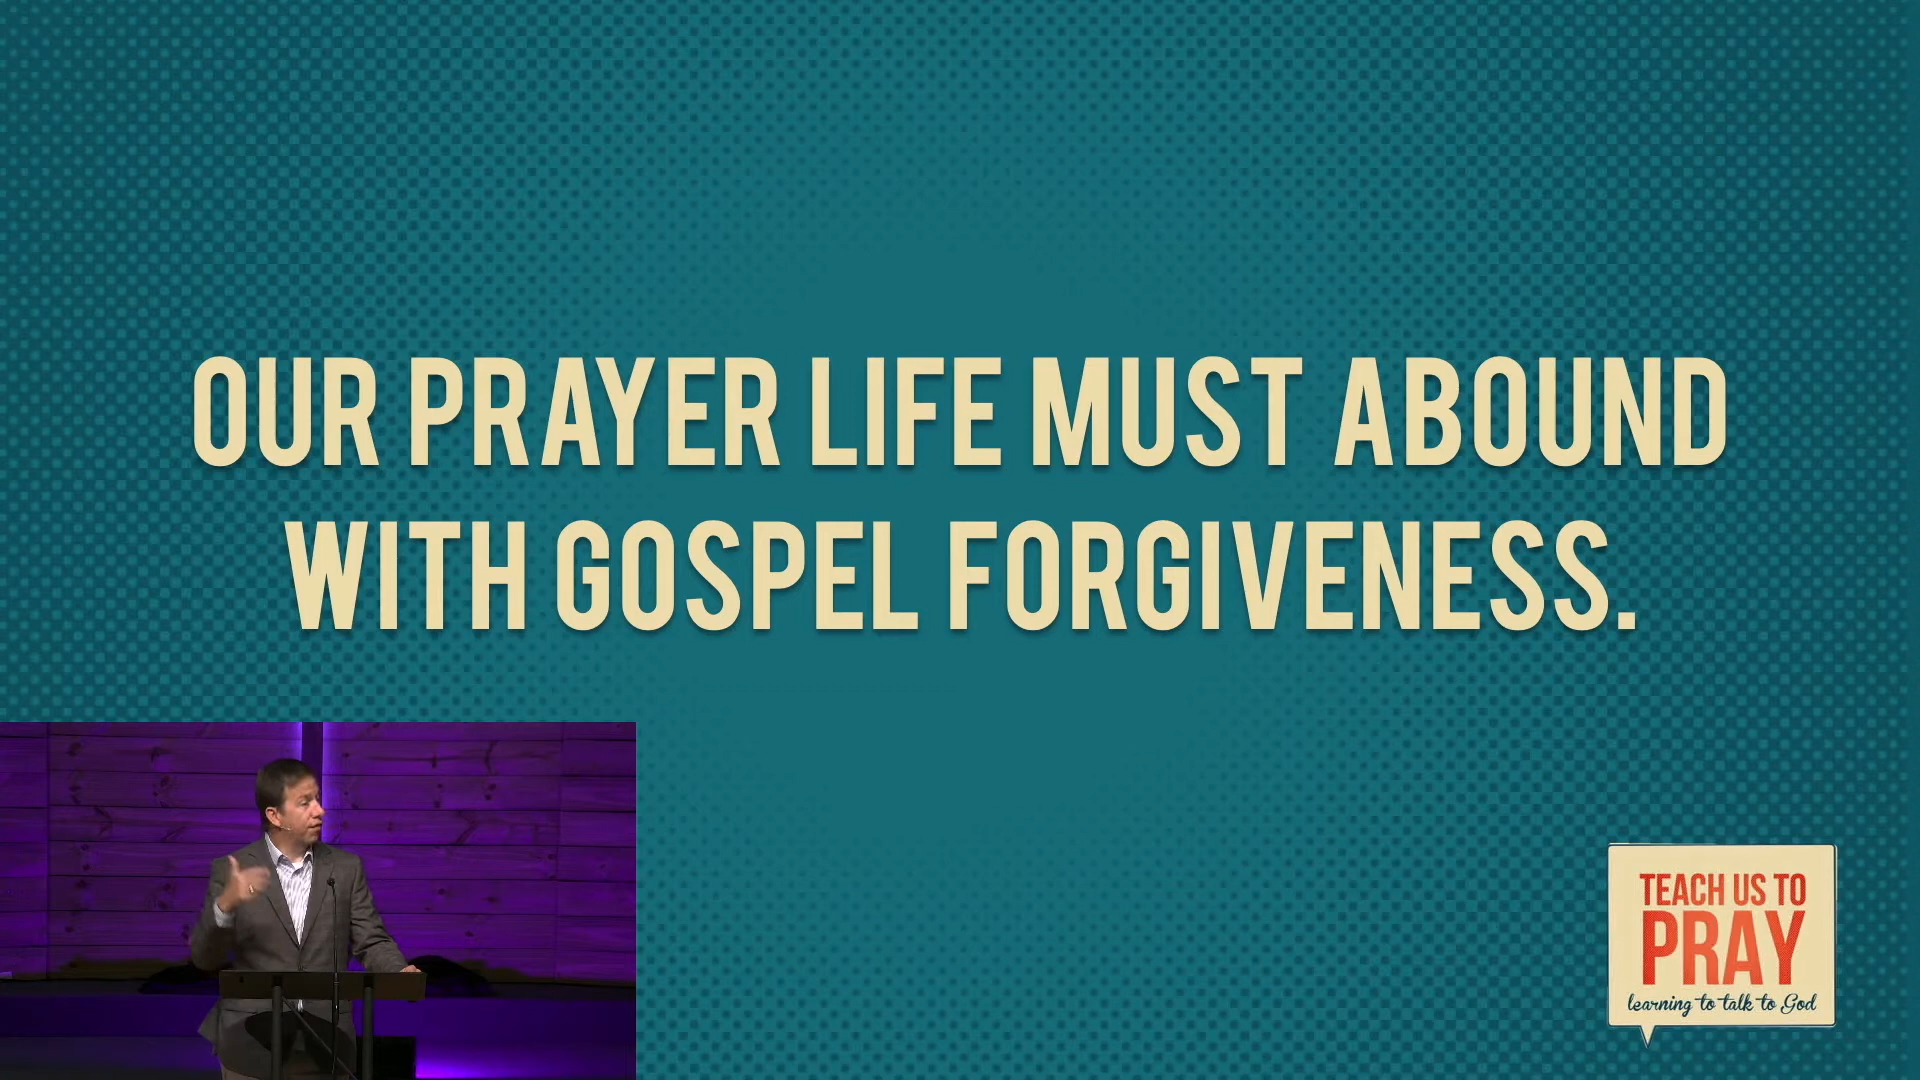 OUR PRAYER LIFE MUST ABOUND
WITH GOSPEL FORGIVENESS.
TEACH US TO
PRAY
learning to talk to God